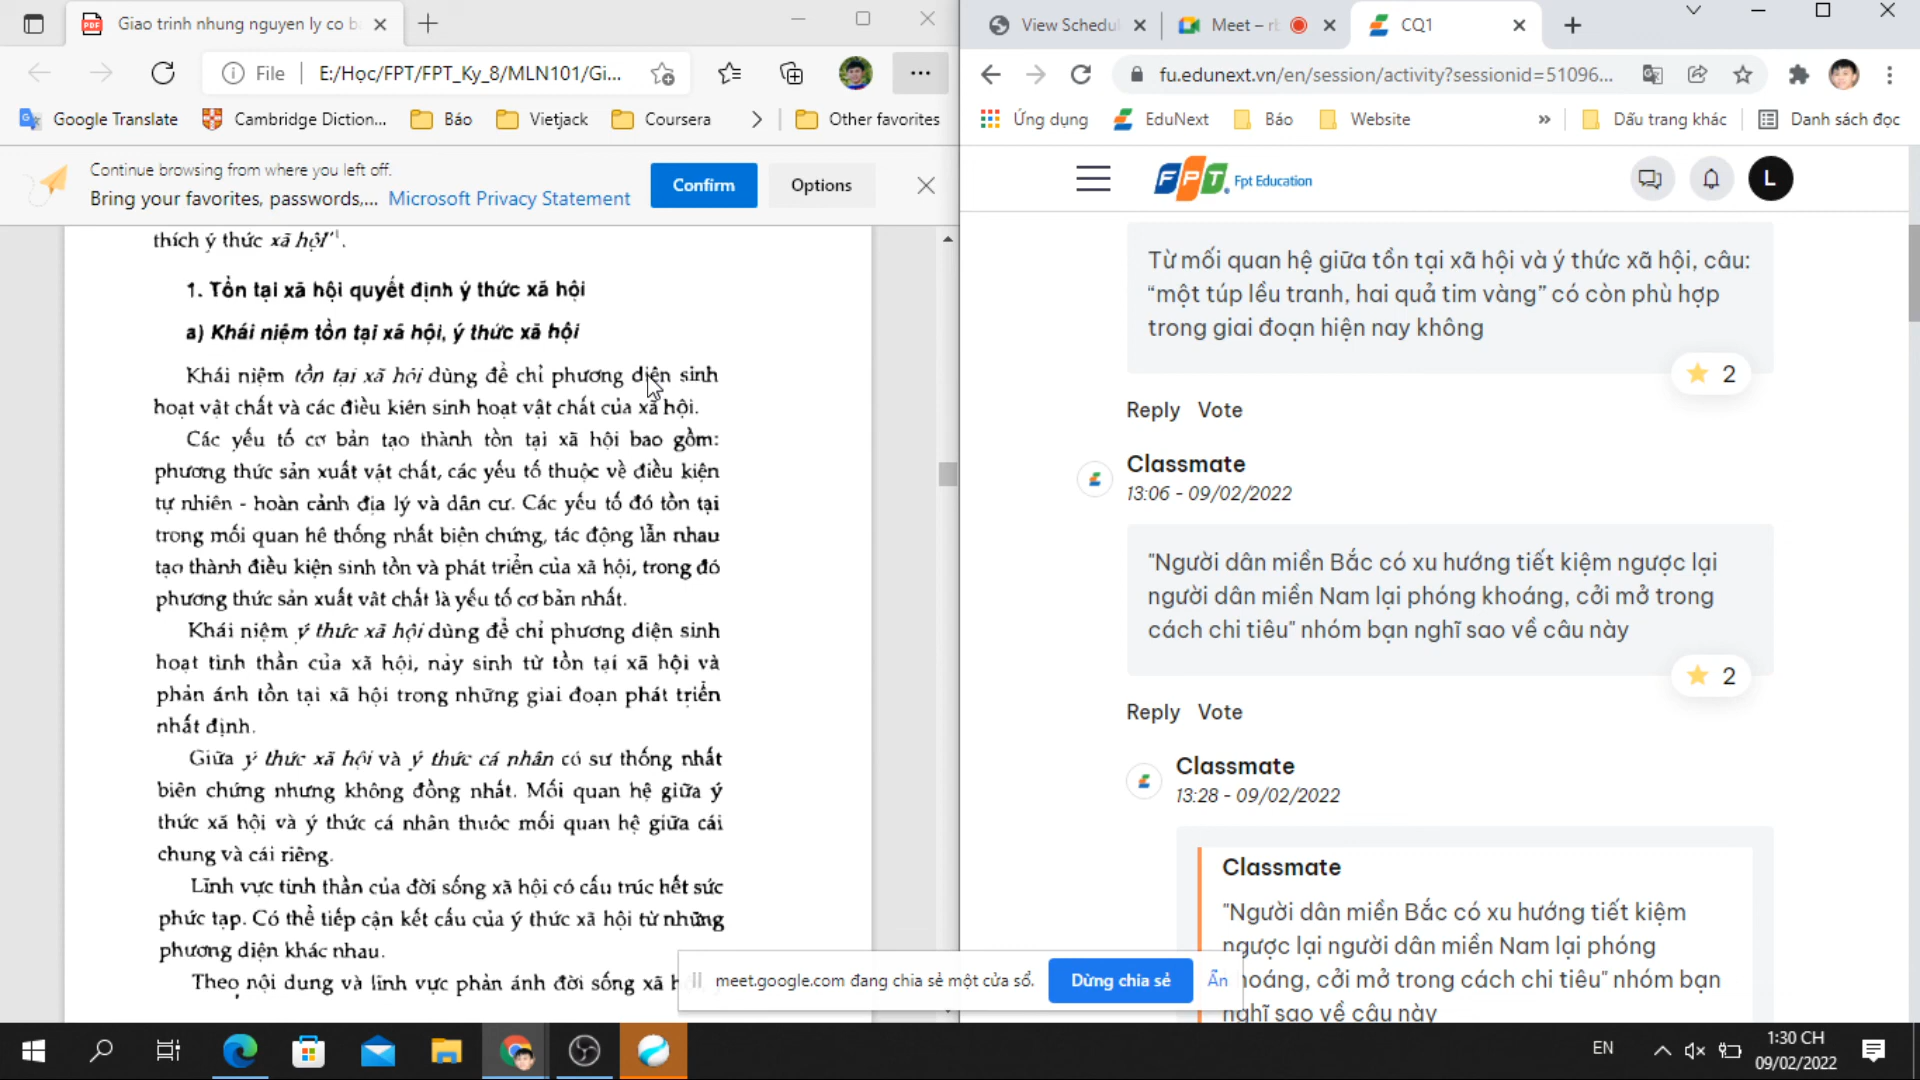 Giao trinh nhung nguyen ly co b
File
E:/Học/FPT/FPT_Ky_8/MLN101/Gi...
Google Translate
Cambridge Diction...
Báo
Vietjack
Coursera
Other favorites
Continue browsing from where you left off.
Bring your favorites, passwords,... Microsoft Privacy Statement
Confirm
Options
thích ý thức xã hội"¹.
1. Tồn tại xã hội quyết định ý thức xã hội
a) Khái niệm tồn tại xã hội, ý thức xã hội
Khái niệm tồn tại xã hội dùng để chỉ phương diện sinh
hoạt vật chất và các điều kiện sinh hoạt vật chất của xã hội.
Các yếu tố cơ bản tạo thành tồn tại xã hội bao gồm:
phương thức sản xuất vật chất, các yếu tố thuộc về điều kiện
tự nhiên - hoàn cảnh địa lý và dân cư. Các yếu tố đó tồn tại
trong mối quan hệ thống nhất biện chứng, tác động lẫn nhau
tạo thành điều kiện sinh tồn và phát triển của xã hội, trong đó
phương thức sản xuất vật chất là yếu tố cơ bản nhất.
Khái niệm ý thức xã hội dùng để chỉ phương diện sinh
hoạt tinh thần của xã hội, nảy sinh từ tồn tại xã hội và
phản ánh tồn tại xã hội trong những giai đoạn phát triển
nhất định.
Giữa ý thức xã hội và ý thức cá nhân có sự thống nhất
biện chứng nhưng không đồng nhất. Mối quan hệ giữa ý
thức xã hội và ý thức cá nhân thuộc mối quan hệ giữa cái
chung và cái riêng.
Lĩnh vực tinh thần của đời sống xã hội có cấu trúc hết sức
phức tạp. Có thể tiếp cận kết cấu của ý thức xã hội từ những
phương diện khác nhau.
Theo nội dung và lĩnh vực phản ánh đời sống xã h
View Schedul
Meet – rb
CQ1
fu.edunext.vn/en/session/activity?sessionid=51096...
Ứng dụng
EduNext
Báo
Website
»
Dấu trang khác
Danh sách đọc
FPT Fpt Education
L
Từ mối quan hệ giữa tồn tại xã hội và ý thức xã hội, câu:
“một túp lều tranh, hai quả tim vàng” có còn phù hợp
trong giai đoạn hiện nay không
2
Reply Vote
Classmate
13:06 - 09/02/2022
"Người dân miền Bắc có xu hướng tiết kiệm ngược lại
người dân miền Nam lại phóng khoáng, cởi mở trong
cách chi tiêu" nhóm bạn nghĩ sao về câu này
2
Reply Vote
Classmate
13:28 - 09/02/2022
Classmate
"Người dân miền Bắc có xu hướng tiết kiệm
ngược lại người dân miền Nam lại phóng
hoáng, cởi mở trong cách chi tiêu" nhóm bạn
nghĩ sao về câu này
meet.google.com đang chia sẻ một cửa sổ.
Dừng chia sẻ
Ẩn
EN
1:30 CH
09/02/2022